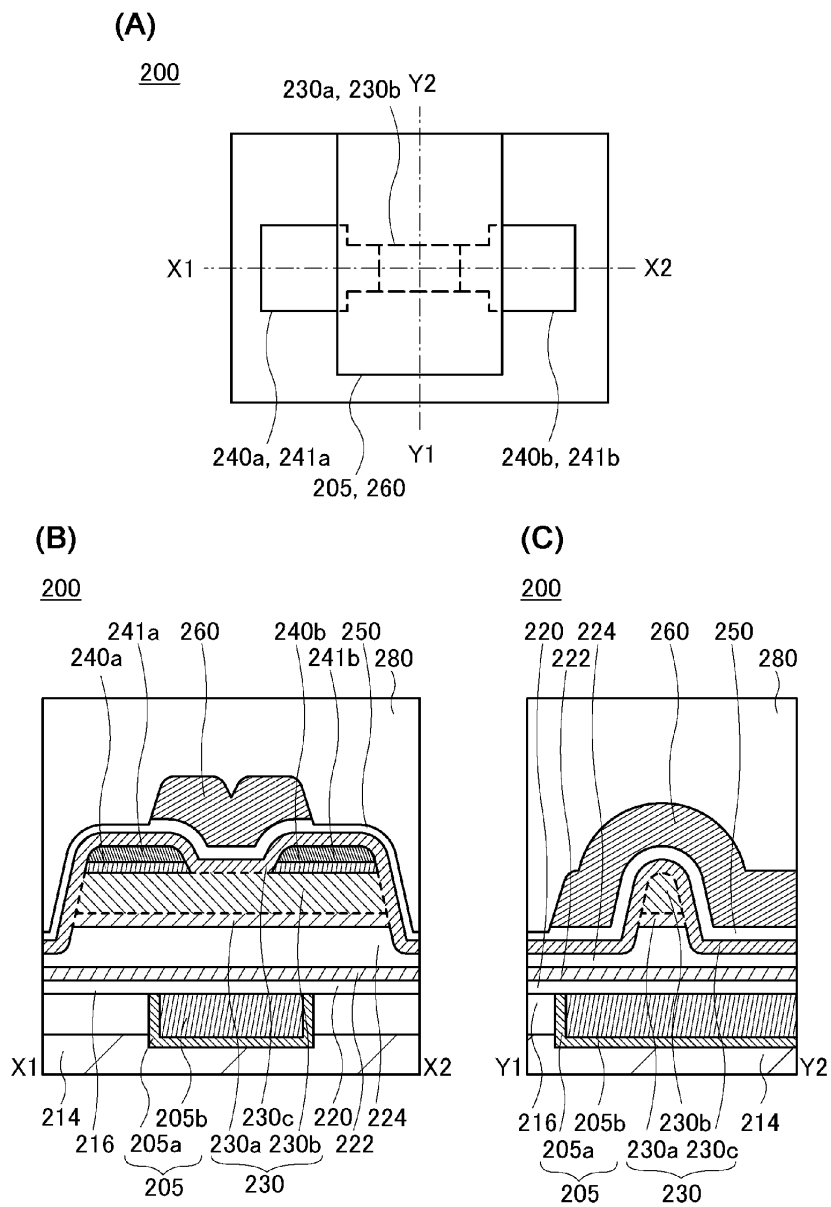 (A)
200
230a, 230b
Y2
X1
X2
240a, 241a
Y1
240b, 241b
205, 260
(B)
200
241a 260 240b 250
240a 241b 280
X1
X2
214 205b 230c 220 224
216 205a 230a 230b 222
205 230
(C)
200
220 224 260 250
222 280
Y1
Y2
216 205b 230b 214
205a 230a 230c
205 230